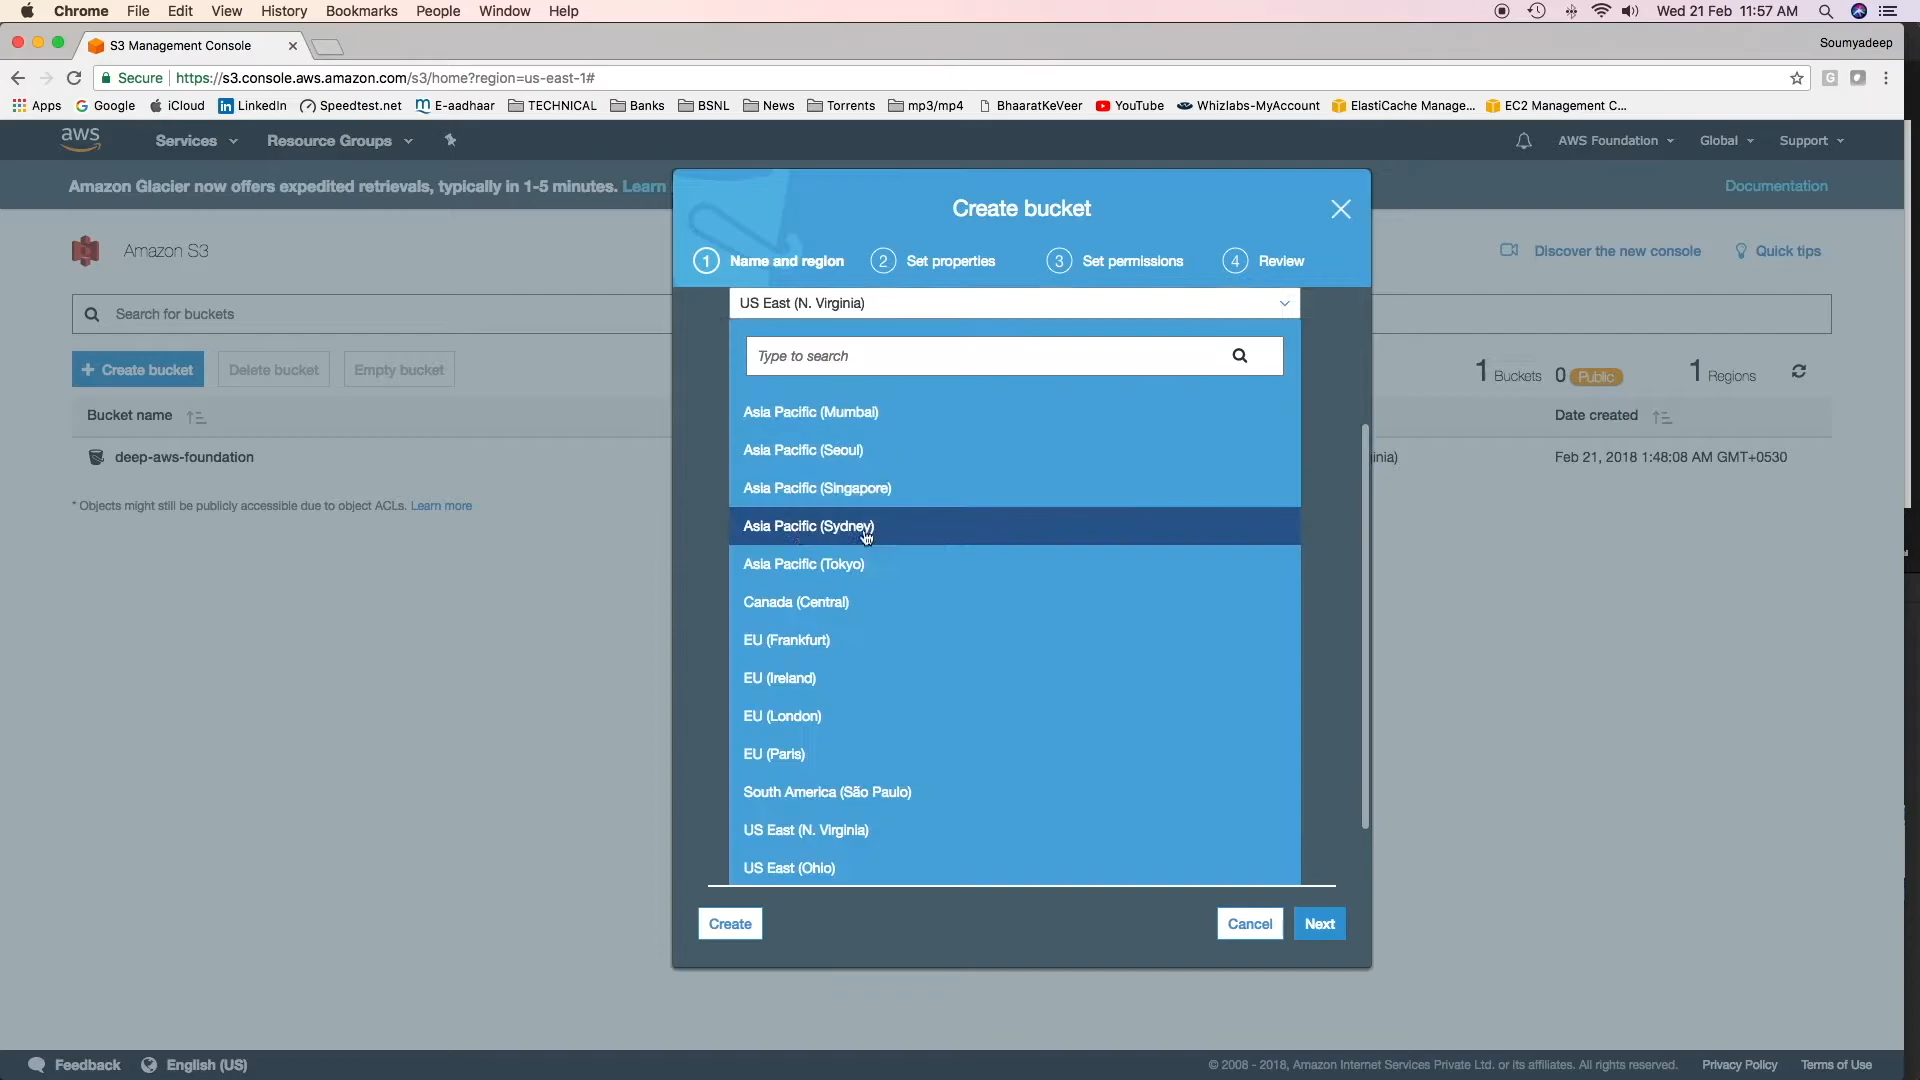 Chrome File Edit View History Bookmarks People Window Help Wed 21 Feb 11:57 AM
S3 Management Console Soumyadeep
Secure https://s3.console.aws.amazon.com/s3/home?region=us-east-1#
Apps Google iCloud LinkedIn Speedtest.net E-aadhaar TECHNICAL Banks BSNL News Torrents mp3/mp4 BhaaratKeVeer YouTube Whizlabs-MyAccount ElastiCache Manage... EC2 Management C...
aws Services Resource Groups AWS Foundation Global Support
Amazon Glacier now offers expedited retrievals, typically in 1-5 minutes. Learn Documentation
Create bucket
1 Name and region 2 Set properties 3 Set permissions 4 Review
Amazon S3 Discover the new console Quick tips
US East (N. Virginia)
Search for buckets
Type to search
+ Create bucket Delete bucket Empty bucket 1 Buckets 0 Public 1 Regions
Bucket name Date created
deep-aws-foundation inia) Feb 21, 2018 1:48:08 AM GMT+0530
* Objects might still be publicly accessible due to object ACLs. Learn more
Asia Pacific (Mumbai)
Asia Pacific (Seoul)
Asia Pacific (Singapore)
Asia Pacific (Sydney)
Asia Pacific (Tokyo)
Canada (Central)
EU (Frankfurt)
EU (Ireland)
EU (London)
EU (Paris)
South America (São Paulo)
US East (N. Virginia)
US East (Ohio)
Create Cancel Next
Feedback English (US) © 2008 - 2018, Amazon Internet Services Private Ltd. or its affiliates. All rights reserved. Privacy Policy Terms of Use